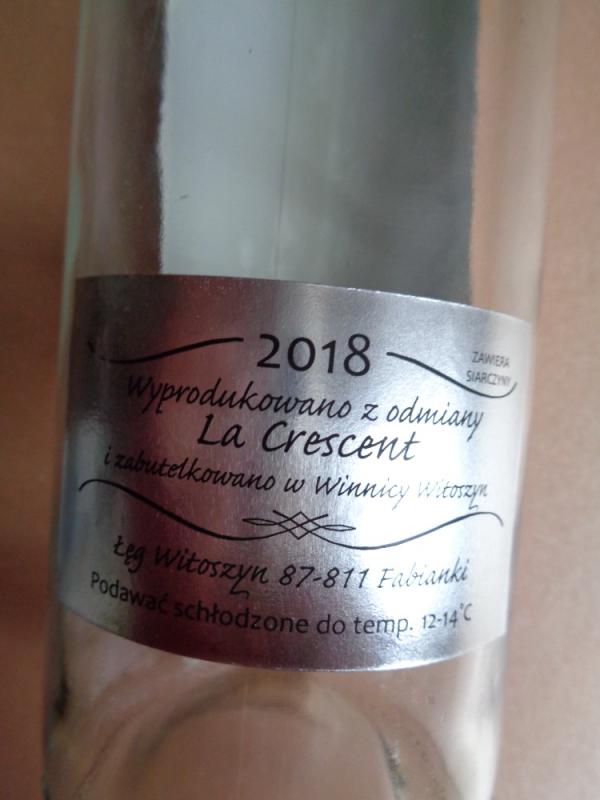 2018
ZAWIERA
SIARCZYNY
Wyprodukowano z odmiany
La Crescent
i zabutelkowano w Winnicy Witoszyn
Łęg Witoszyn 87-811 Fabianki
Podawać schłodzone do temp. 12-14°C